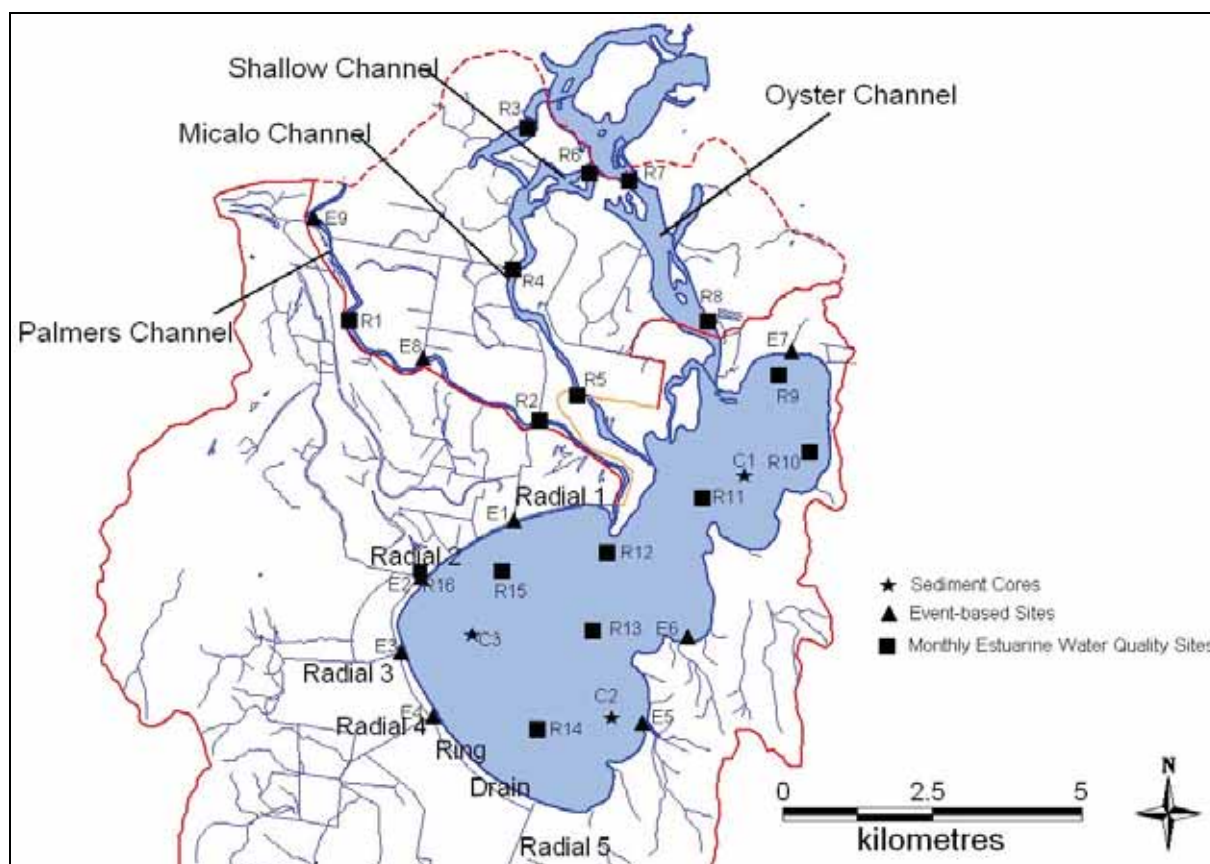 Shallow Channel
Oyster Channel
Micalo Channel
R3
R6
R7
E9
R4
Palmers Channel
R1
R8
E8
E7
R5
R9
R2
C1
R10
R11
Radial 1
E1
R12
Radial 2
E2
R16
R15
Sediment Cores
Event-based Sites
Monthly Estuarine Water Quality Sites
R13
E6
C3
E3
Radial 3
C2
E4
Radial 4
E5
R14
Ring
Drain
Radial 5
N
0
2.5
5
kilometres